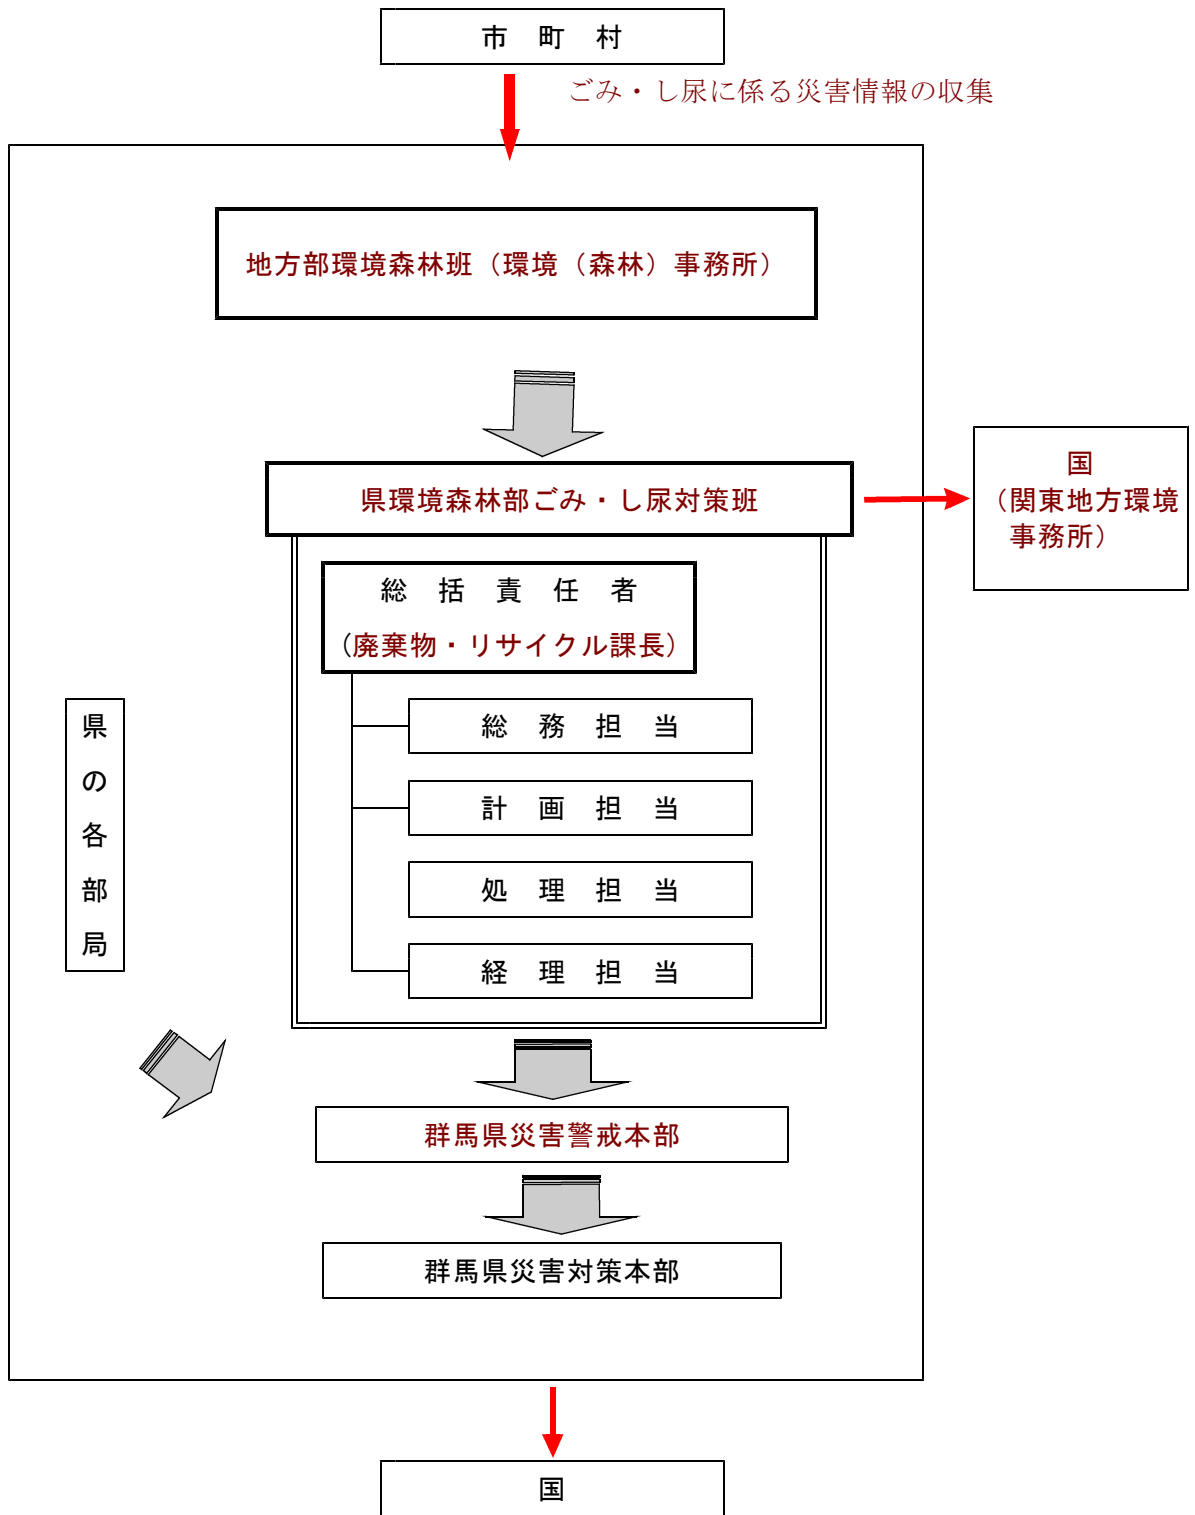 市　町　村
ごみ・し尿に係る災害情報の収集
地方部環境森林班（環境（森林）事務所）
県環境森林部ごみ・し尿対策班
国
（関東地方環境
事務所）
総　括　責　任　者
（廃棄物・リサイクル課長）
総　務　担　当
計　画　担　当
処　理　担　当
経　理　担　当
県の各部局
群馬県災害警戒本部
群馬県災害対策本部
国